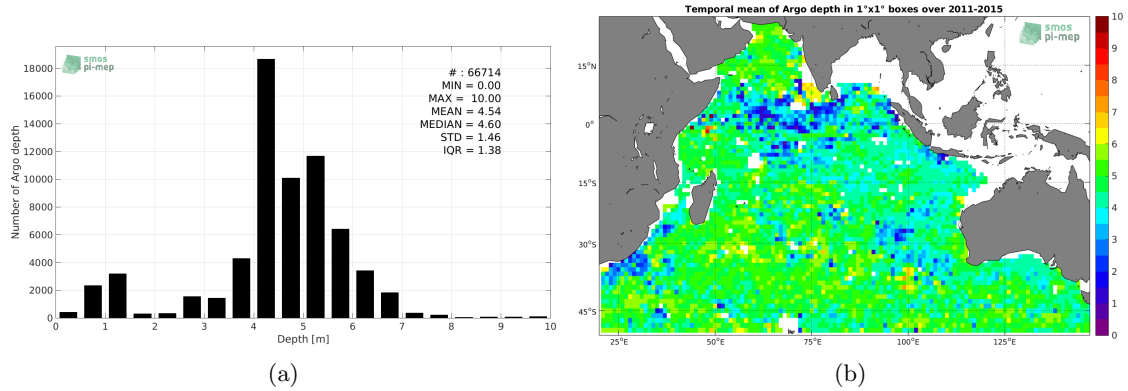 smos
pi-mep
# : 66714
MIN = 0.00
MAX = 10.00
MEAN = 4.54
MEDIAN = 4.60
STD = 1.46
IQR = 1.38
Number of Argo depth
18000
16000
14000
12000
10000
8000
6000
4000
2000
0
0 1 2 3 4 5 6 7 8 9 10
Depth [m]
(a)
Temporal mean of Argo depth in 1°x1° boxes over 2011-2015
smos
pi-mep
15°N
0°
15°S
30°S
45°S
25°E 50°E 75°E 100°E 125°E
10
9
8
7
6
5
4
3
2
1
0
(b)